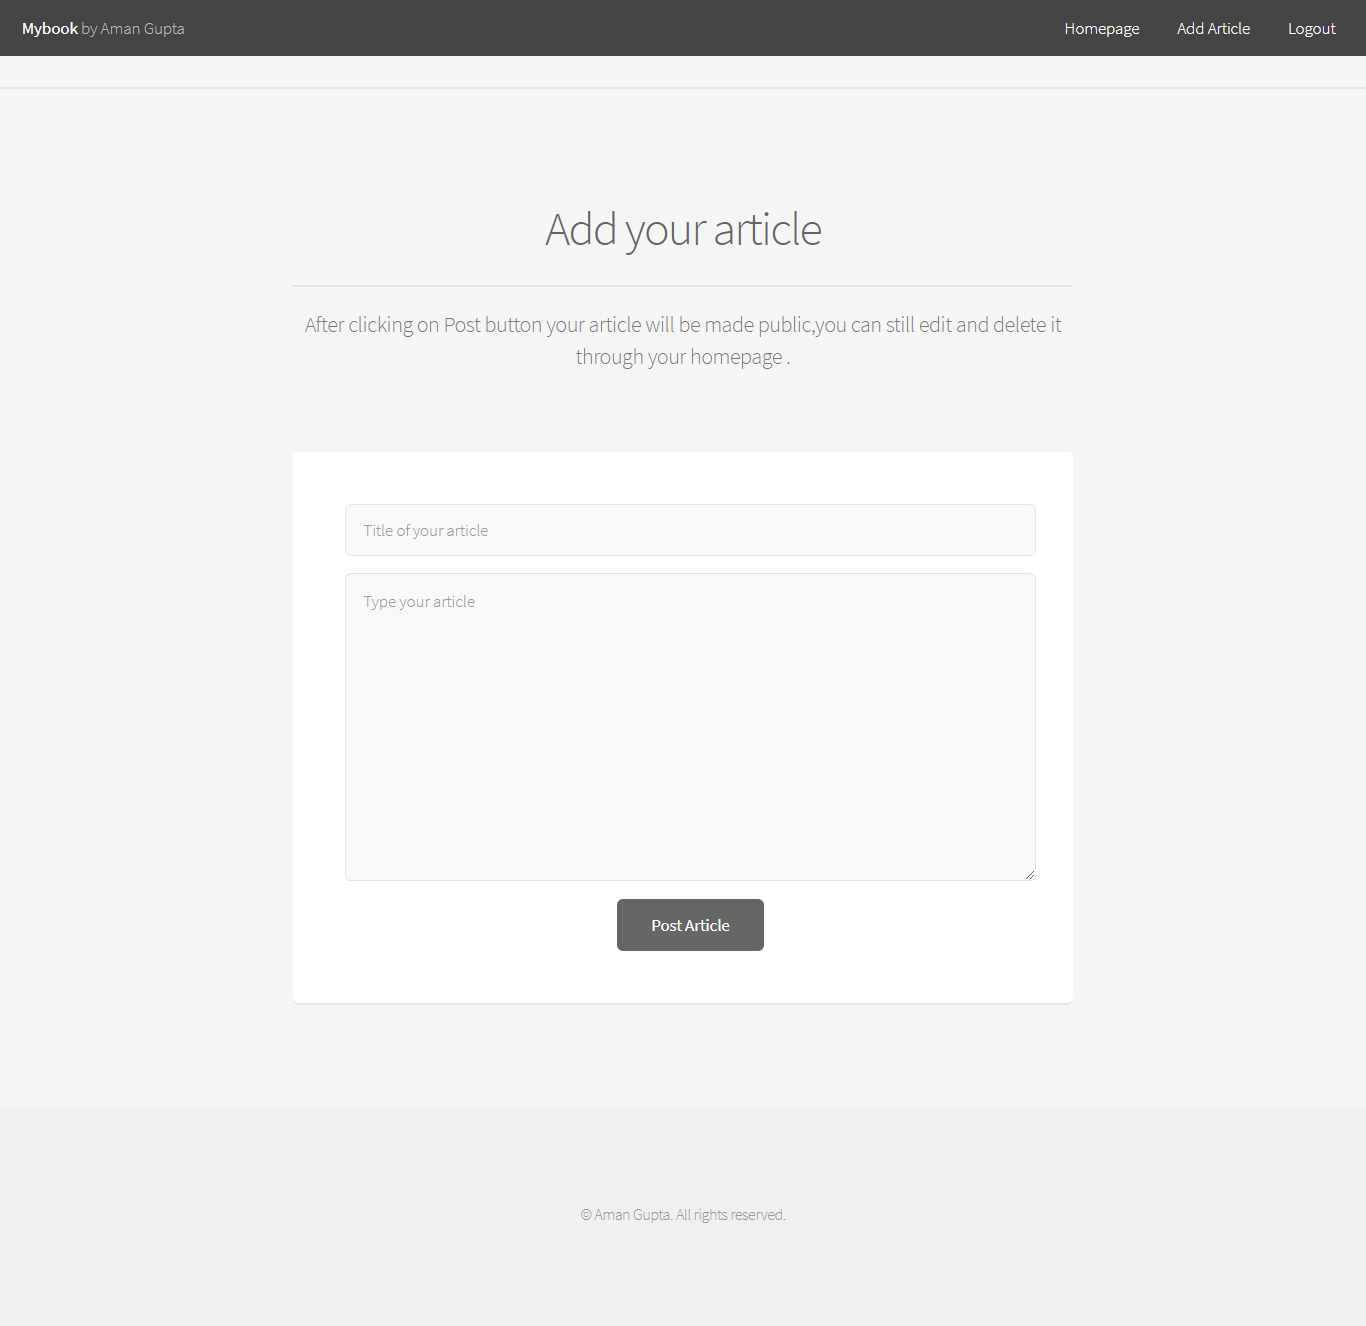 Mybook by Aman Gupta
Homepage
Add Article
Logout
Add your article
After clicking on Post button your article will be made public,you can still edit and delete it
through your homepage .
Title of your article
Type your article
Post Article
© Aman Gupta. All rights reserved.